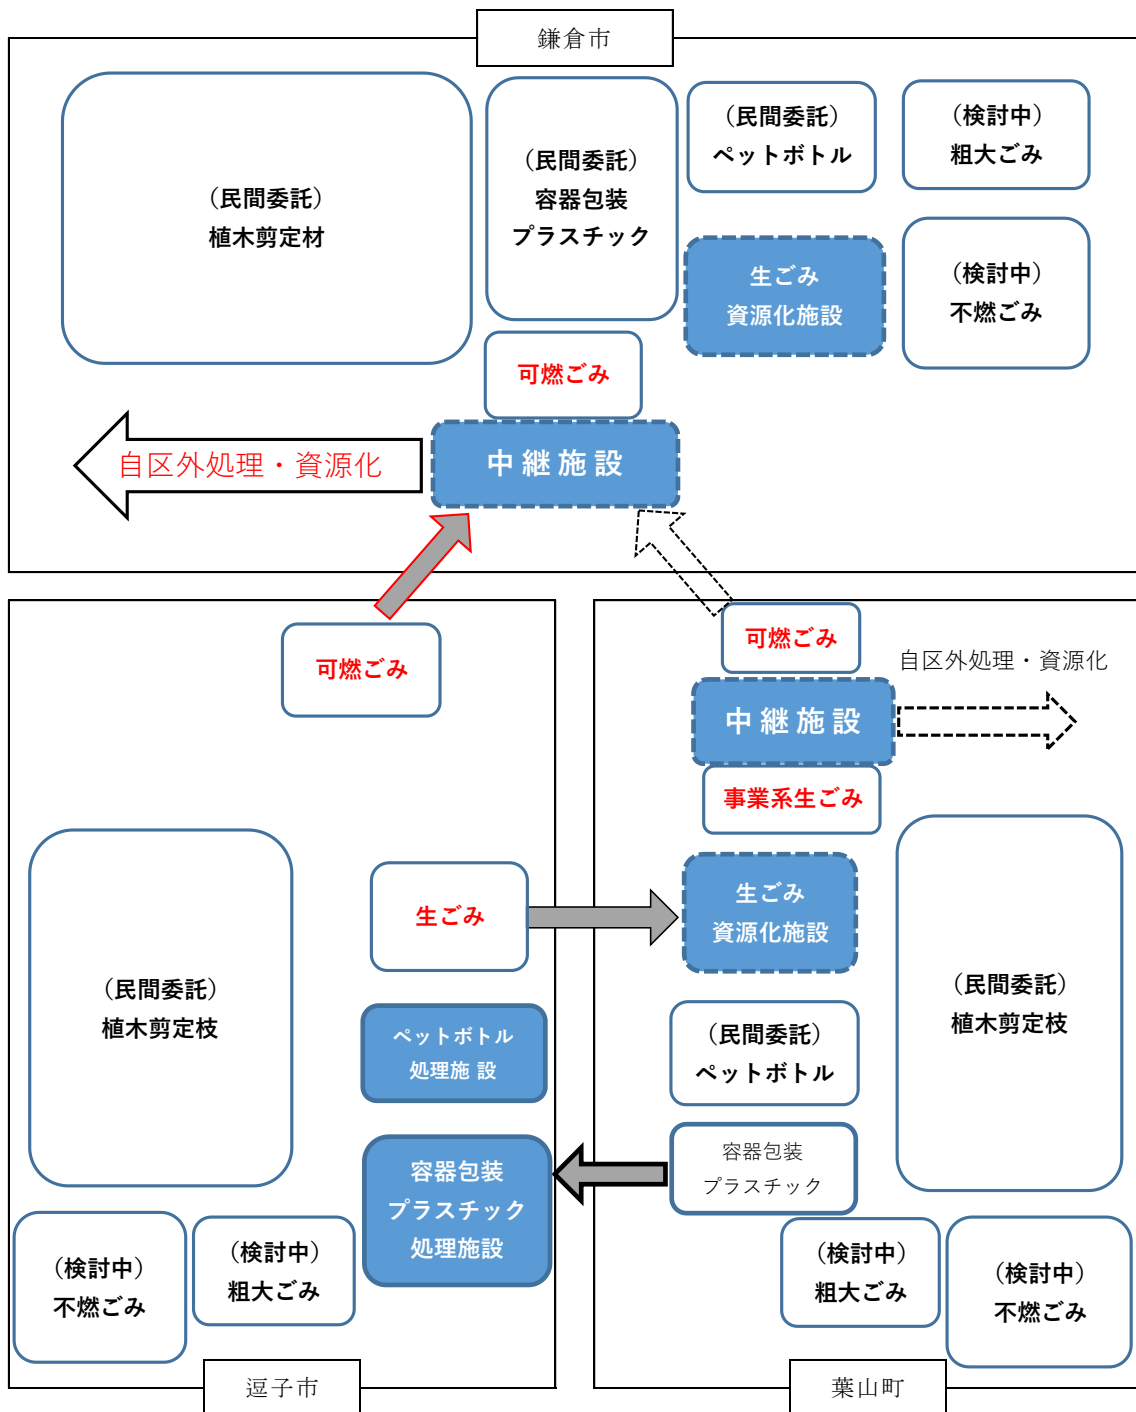 鎌倉市
（民間委託）
植木剪定材
（民間委託）
容器包装
プラスチック
（民間委託）
ペットボトル
（検討中）
粗大ごみ
生ごみ
資源化施設
（検討中）
不燃ごみ
可燃ごみ
中継施設
自区外処理・資源化
可燃ごみ
可燃ごみ
自区外処理・資源化
中継施設
事業系生ごみ
（民間委託）
植木剪定枝
生ごみ
生ごみ
資源化施設
（民間委託）
植木剪定枝
ペットボトル
処理施 設
（民間委託）
ペットボトル
容器包装
プラスチック
処理施設
容器包装
プラスチック
（検討中）
不燃ごみ
（検討中）
粗大ごみ
（検討中）
粗大ごみ
（検討中）
不燃ごみ
逗子市
葉山町